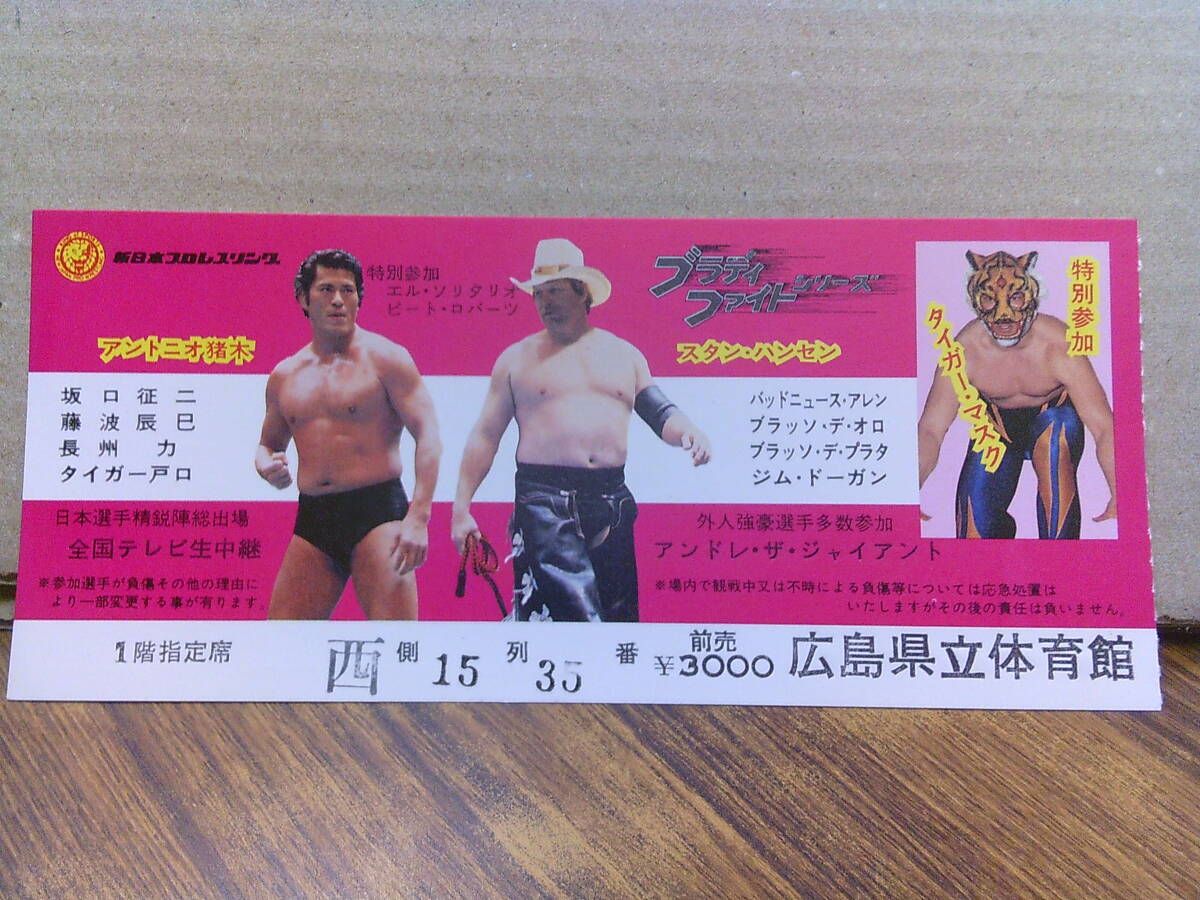 新日本プロレスリング
特別参加
エル・ソリタリオ
ピート・ロバーツ
ブラディ
ファイトシリーズ
特別参加
タイガー・マスク
アントニオ猪木
スタン・ハンセン
坂口征二
藤波辰巳
長州 力
タイガー戸口
バッドニュース・アレン
ブラッソ・デ・オロ
ブラッソ・デ・プラタ
ジム・ドーガン
日本選手精鋭陣総出場
全国テレビ生中継
外人強豪選手多数参加
アンドレ・ザ・ジャイアント
※参加選手が負傷その他の理由に
より一部変更する事が有ります。
※場内で観戦中又は不時による負傷等については応急処置は
いたしますがその後の責任は負いません。
1階指定席 西側 15列 35番 前売 ¥3000 広島県立体育館